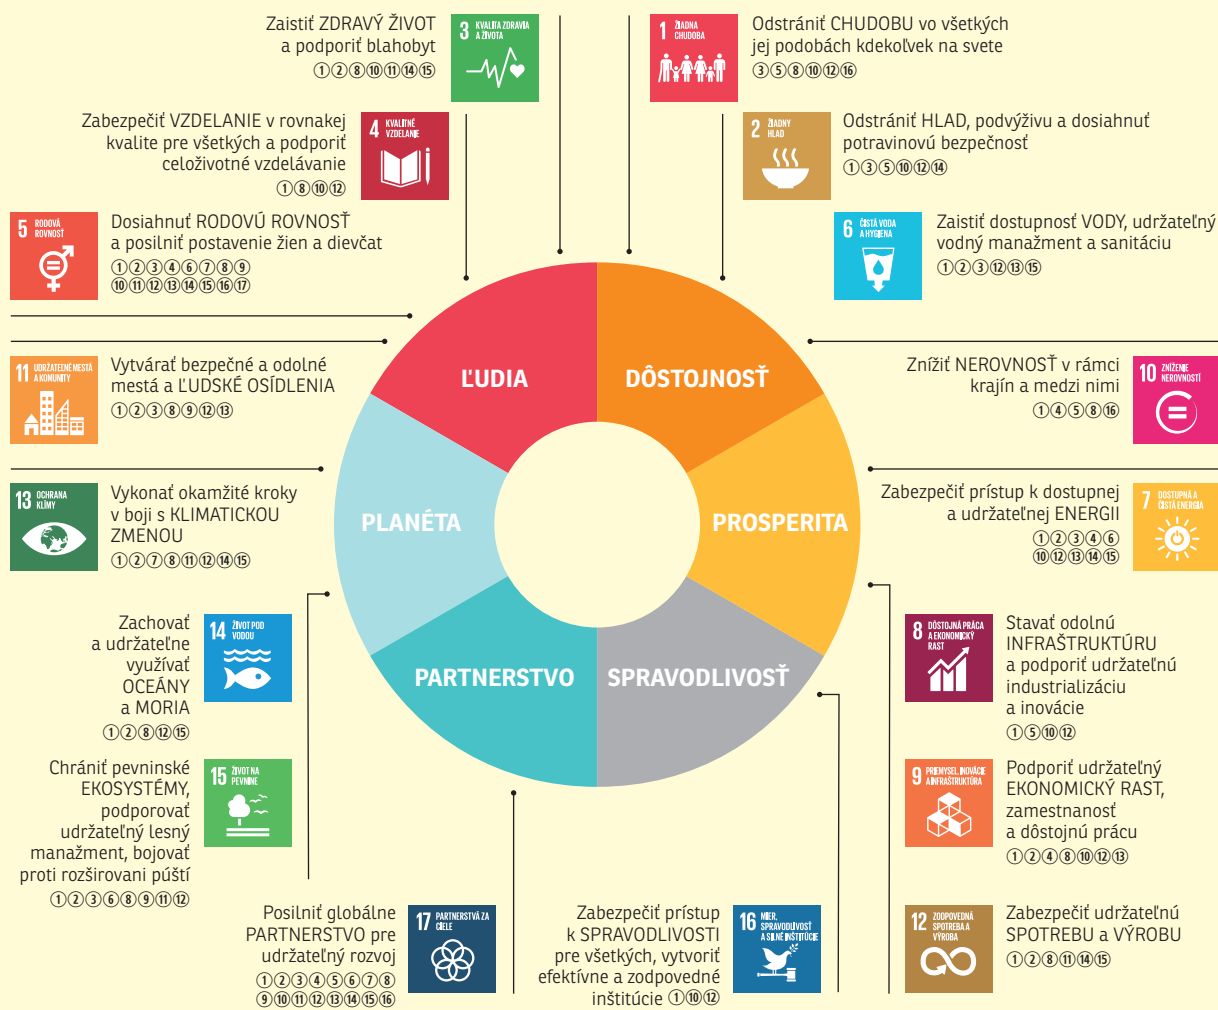 Zaistiť ZDRAVÝ ŽIVOT
a podporiť blahobyt
①②⑧⑩⑪⑭⑮
3 KVALITA ZDRAVIA
A ŽIVOTA
1 ŽIADNA
CHUDOBA
Odstrániť CHUDOBU vo všetkých
jej podobách kdekoľvek na svete
③⑤⑧⑩⑫⑯
Zabezpečiť VZDELANIE v rovnakej
kvalite pre všetkých a podporiť
celoživotné vzdelávanie
①⑧⑩⑫
4 KVALITNÉ
VZDELANIE
2 ŽIADNY
HLAD
Odstrániť HLAD, podvýživu a dosiahnuť
potravinovú bezpečnosť
①③⑤⑩⑫⑭
5 RODOVÁ
ROVNOSŤ
Dosiahnuť RODOVÚ ROVNOSŤ
a posilniť postavenie žien a dievčat
①②③④⑥⑦⑧⑨
⑩⑪⑫⑬⑭⑮⑯⑰
6 ČISTÁ VODA
A HYGIENA
Zaistiť dostupnosť VODY, udržateľný
vodný manažment a sanitáciu
①②③⑫⑬⑮
11 UDRŽATEĽNÉ MESTÁ
A KOMUNITY
Vytvárať bezpečné a odolné
mestá a ĽUDSKÉ OSÍDLENIA
①②③⑧⑨⑫⑬
ĽUDIA
DÔSTOJNOSŤ
Znížiť NEROVNOSŤ v rámci
krajín a medzi nimi
①④⑤⑧⑯
10 ZNÍŽENIE
NEROVNOSTÍ
13 OCHRANA
KLÍMY
Vykonať okamžité kroky
v boji s KLIMATICKOU
ZMENOU
①②⑦⑧⑪⑫⑭⑮
PLANÉTA
PROSPERITA
Zabezpečiť prístup k dostupnej
a udržateľnej ENERGII
①②③④⑥
⑩⑫⑬⑭⑮
7 DOSTUPNÁ A
ČISTÁ ENERGIA
Zachovať
a udržateľne
využívať
OCEÁNY
a MORIA
①②⑧⑫⑮
14 ŽIVOT POD
VODOU
PARTNERSTVO
SPRAVODLIVOSŤ
8 DÔSTOJNÁ PRÁCA
A EKONOMICKÝ
RAST
Stavať odolnú
INFRAŠTRUKTÚRU
a podporiť udržateľnú
industrializáciu
a inovácie
①⑤⑩⑫
Chrániť pevninské
EKOSYSTÉMY,
podporovať
udržateľný lesný
manažment, bojovať
proti rozširovani púští
①②③⑥⑧⑨⑪⑫
15 ŽIVOT NA
PEVNINE
9 PRIEMYSEL, INOVÁCIE
A INFRAŠTRUKTÚRA
Podporiť udržateľný
EKONOMICKÝ RAST,
zamestnanosť
a dôstojnú prácu
①②④⑧⑩⑫⑬
Posilniť globálne
PARTNERSTVO pre
udržateľný rozvoj
①②③④⑤⑥⑦⑧
⑨⑩⑪⑫⑬⑭⑮⑯
17 PARTNERSTVÁ ZA
CIELE
Zabezpečiť prístup
k SPRAVODLIVOSTI
pre všetkých, vytvoriť
efektívne a zodpovedné
inštitúcie ①⑩⑫
16 MIER,
SPRAVODLIVOSŤ
A SILNÉ INŠTITÚCIE
12 ZODPOVEDNÁ
SPOTREBA A
VÝROBA
Zabezpečiť udržateľnú
SPOTREBU a VÝROBU
①②⑧⑪⑭⑮